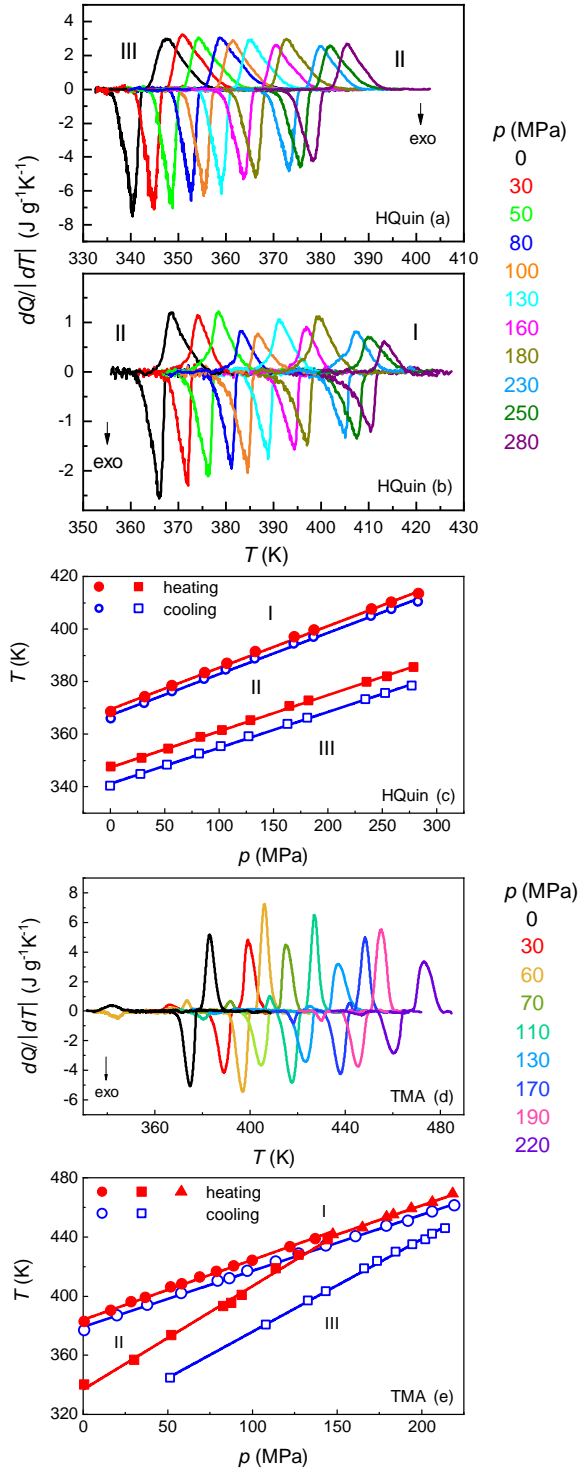 4
2
0
-2
-4
-6
-8
III
II
exo
HQuin (a)
330 340 350 360 370 380 390 400 410
dQ/|dT| (J g⁻¹K⁻¹)
p (MPa)
0
30
50
80
100
130
160
180
230
250
280
1
0
-1
-2
II
I
exo
HQuin (b)
350 360 370 380 390 400 410 420 430
T (K)
420
400
380
360
340
T (K)
heating
cooling
I
II
III
HQuin (c)
0 50 100 150 200 250 300
p (MPa)
8
6
4
2
0
-2
-4
-6
dQ/|dT| (J g⁻¹K⁻¹)
exo
TMA (d)
360 400 440 480
T (K)
p (MPa)
0
30
60
70
110
130
170
190
220
480
440
400
360
320
T (K)
heating
cooling
I
II
III
TMA (e)
0 50 100 150 200
p (MPa)